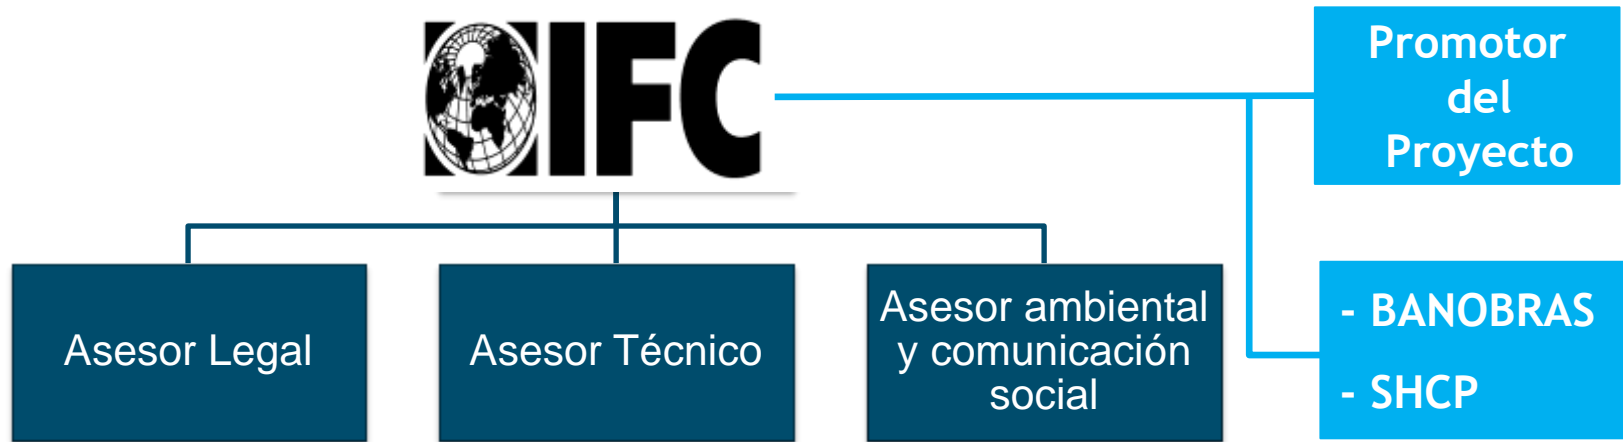 IFC
Promotor
del
Proyecto
Asesor Legal
Asesor Técnico
Asesor ambiental
y comunicación
social
- BANOBRAS
- SHCP